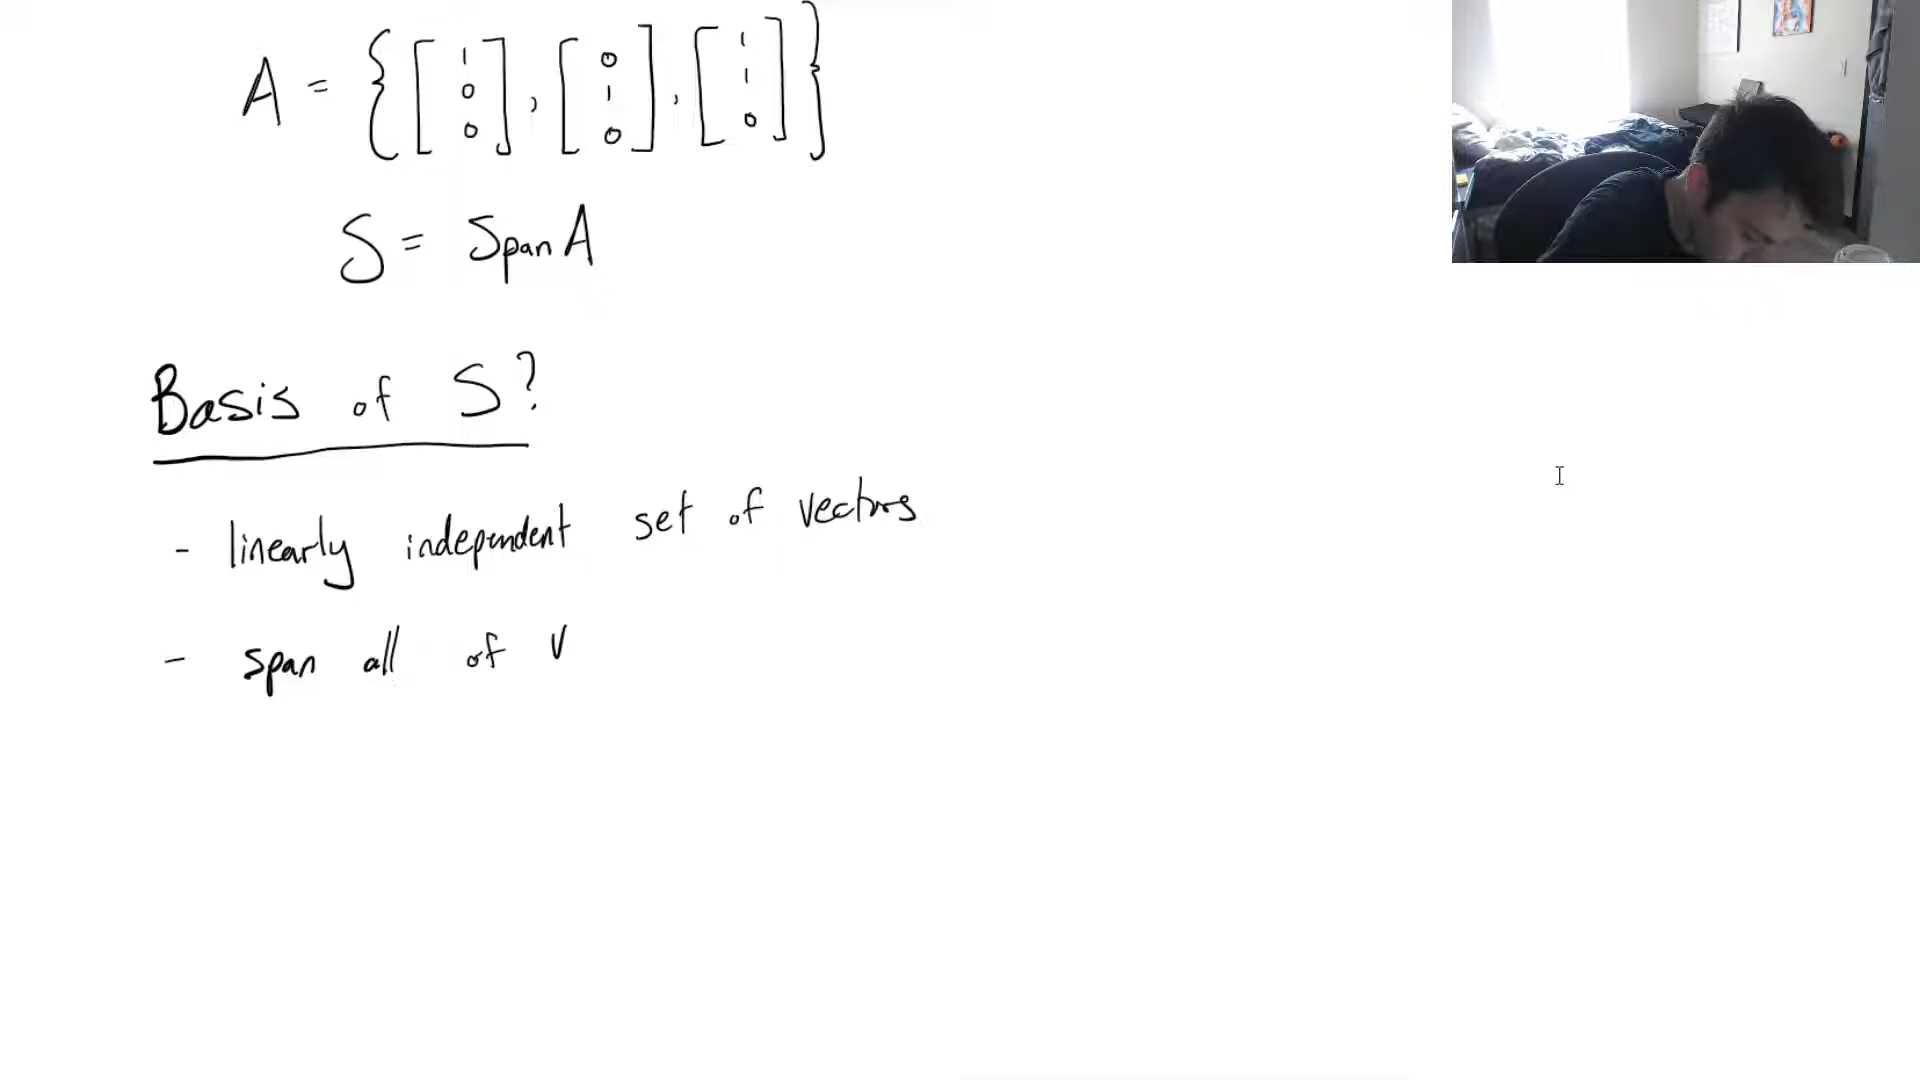 A = { [ 1 0 0 ] , [ 0 1 0 ] , [ 1 1 0 ] }
S = Span A
Basis of S?
- linearly independent set of vectors
- span all of V